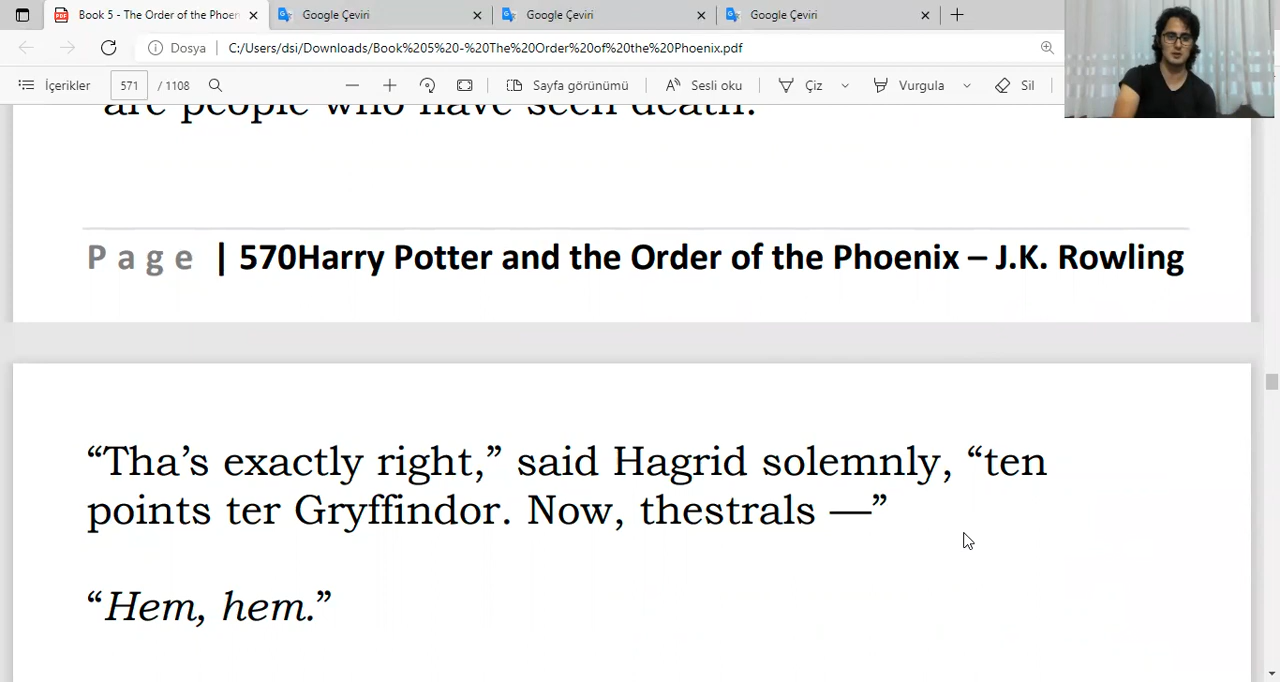 Book 5 - The Order of the Phoen
Google Çeviri
Google Çeviri
Google Çeviri
Dosya
C:/Users/dsi/Downloads/Book%205%20-%20The%20Order%20of%20the%20Phoenix.pdf
İçerikler
571 / 1108
Sayfa görünümü
Sesli oku
Çiz
Vurgula
Sil
are people who have seen death.”
Page | 570Harry Potter and the Order of the Phoenix – J.K. Rowling
“Tha’s exactly right,” said Hagrid solemnly, “ten
points ter Gryffindor. Now, thestrals —”
“Hem, hem.”